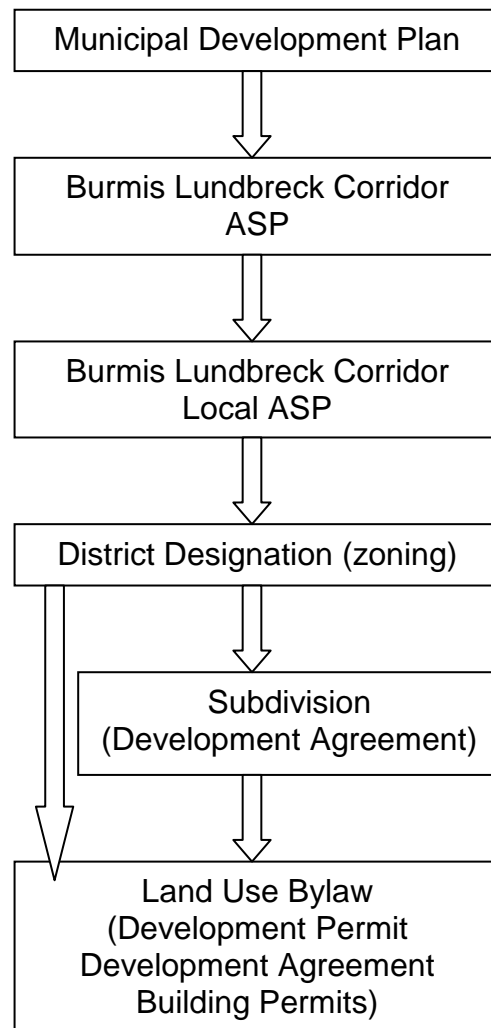 Municipal Development Plan
Burmis Lundbreck Corridor
ASP
Burmis Lundbreck Corridor
Local ASP
District Designation (zoning)
Subdivision
(Development Agreement)
Land Use Bylaw
(Development Permit
Development Agreement
Building Permits)